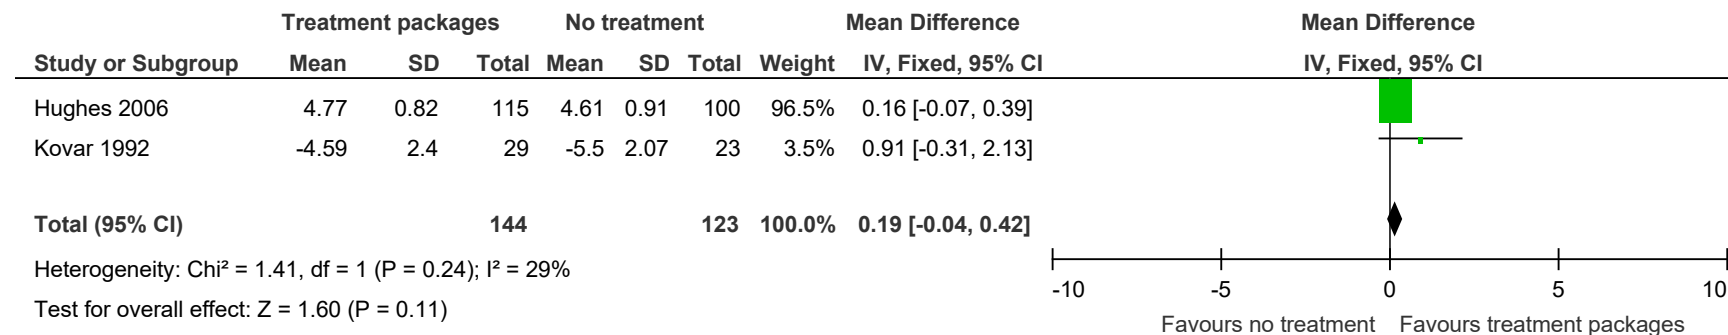 Treatment packages No treatment Mean Difference Mean Difference
Study or Subgroup Mean SD Total Mean SD Total Weight IV, Fixed, 95% CI IV, Fixed, 95% CI
Hughes 2006 4.77 0.82 115 4.61 0.91 100 96.5% 0.16 [-0.07, 0.39]
Kovar 1992 -4.59 2.4 29 -5.5 2.07 23 3.5% 0.91 [-0.31, 2.13]
Total (95% CI) 144 123 100.0% 0.19 [-0.04, 0.42]
Heterogeneity: Chi² = 1.41, df = 1 (P = 0.24); I² = 29%
Test for overall effect: Z = 1.60 (P = 0.11)
-10 -5 0 5 10
Favours no treatment Favours treatment packages